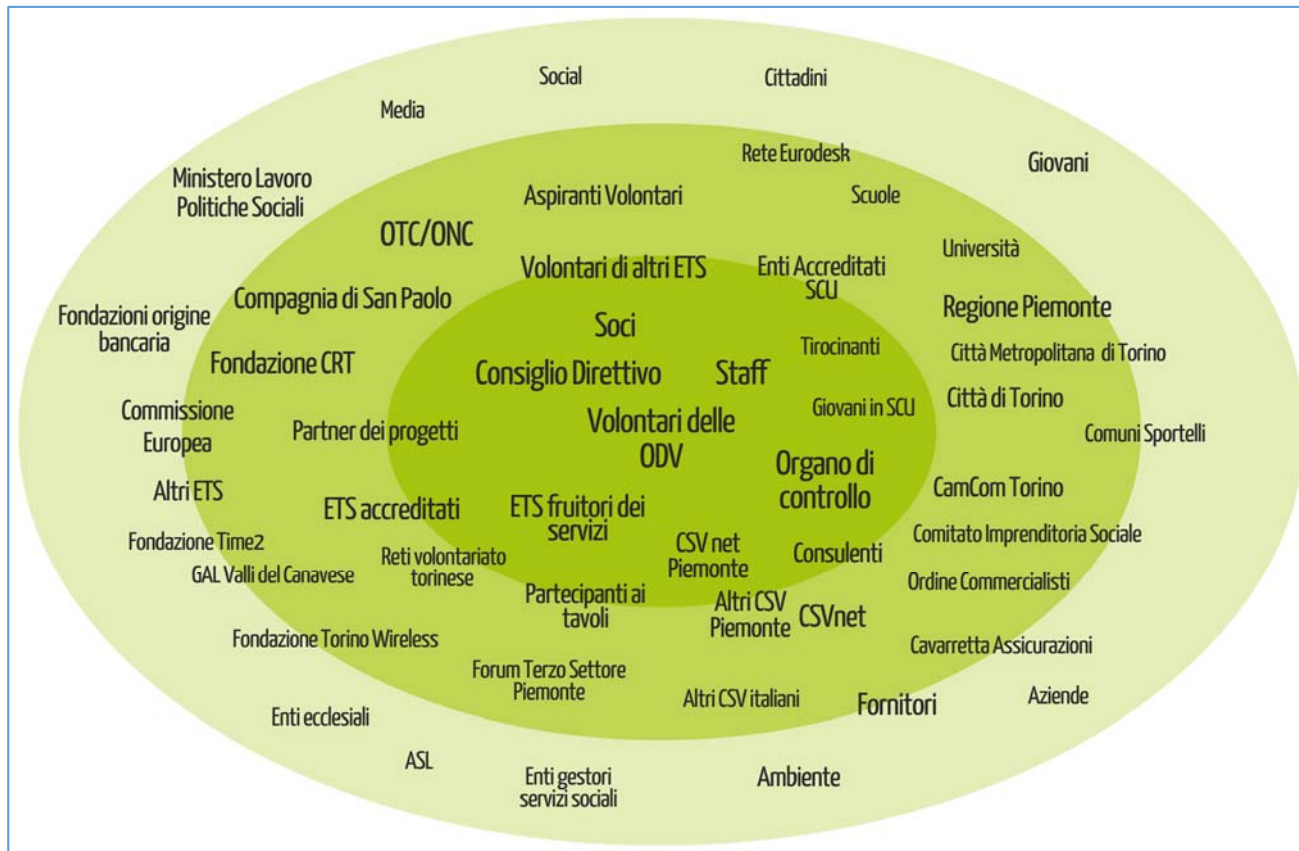 Social
Cittadini
Media
Rete Eurodesk
Giovani
Ministero Lavoro
Politiche Sociali
Aspiranti Volontari
Scuole
OTC/ONC
Università
Volontari di altri ETS
Enti Accreditati
SCU
Compagnia di San Paolo
Regione Piemonte
Fondazioni origine
bancaria
Soci
Tirocinanti
Città Metropolitana di Torino
Fondazione CRT
Consiglio Direttivo
Staff
Città di Torino
Commissione
Europea
Partner dei progetti
Volontari delle
ODV
Giovani in SCU
Comuni Sportelli
Organo di
controllo
Altri ETS
CamCom Torino
ETS accreditati
ETS fruitori dei
servizi
Comitato Imprenditoria Sociale
Fondazione Time2
CSV net
Piemonte
Consulenti
Reti volontariato
torinese
GAL Valli del Canavese
Ordine Commercialisti
Partecipanti ai
tavoli
Altri CSV
Piemonte
CSVnet
Fondazione Torino Wireless
Cavarretta Assicurazioni
Forum Terzo Settore
Piemonte
Altri CSV italiani
Fornitori
Aziende
Enti ecclesiali
ASL
Enti gestori
servizi sociali
Ambiente